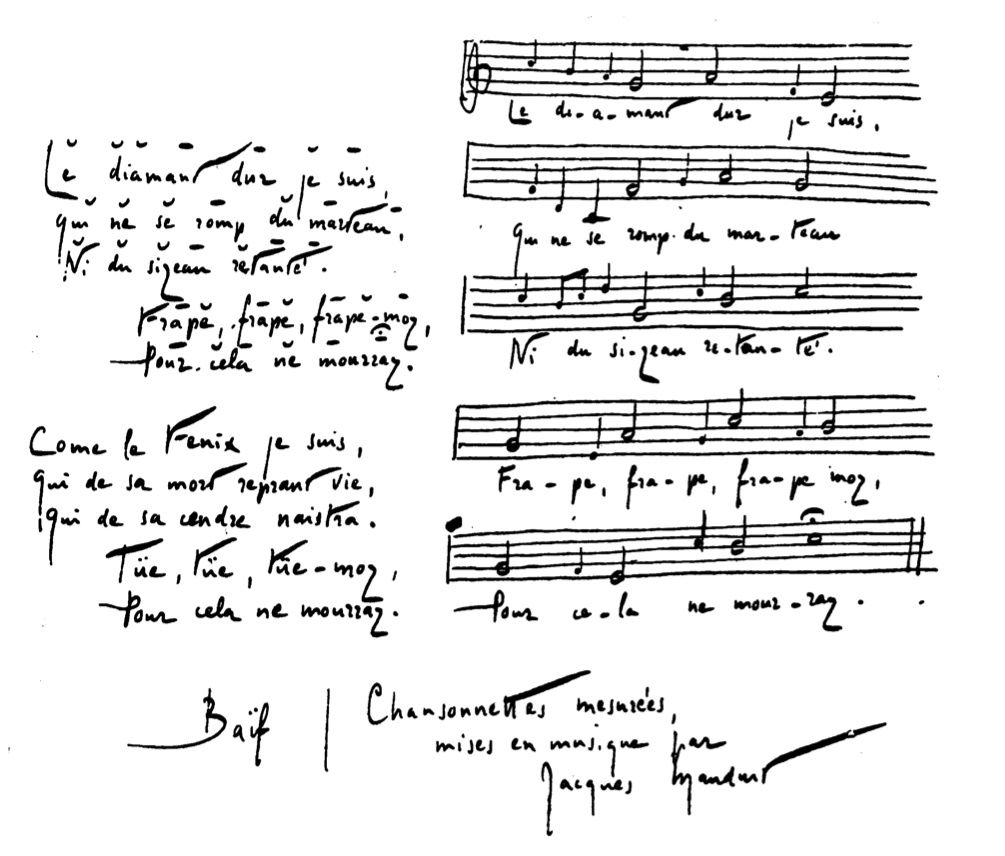 Le diamant dur je suis,
qui ne se romp du marteau,
Ni du sizeau retanté.
Frape, frape, frape-moy,
Pour cela ne mourray.
Come le Fenix je suis,
qui de sa mort reprant vie,
qui de sa cendre naistra.
Tüe, tüe, tüe-moy,
Pour cela ne mourray.
Le di-a-mant dur je suis,
Qui ne se romp du mar-teau
Ni du si-zeau re-tan-té.
Fra-pe, fra-pe, fra-pe moy,
Pour ce-la ne mour-ray.
Baïf
Chansonnettes mesurées,
mises en musique par
Jacques Mauduit